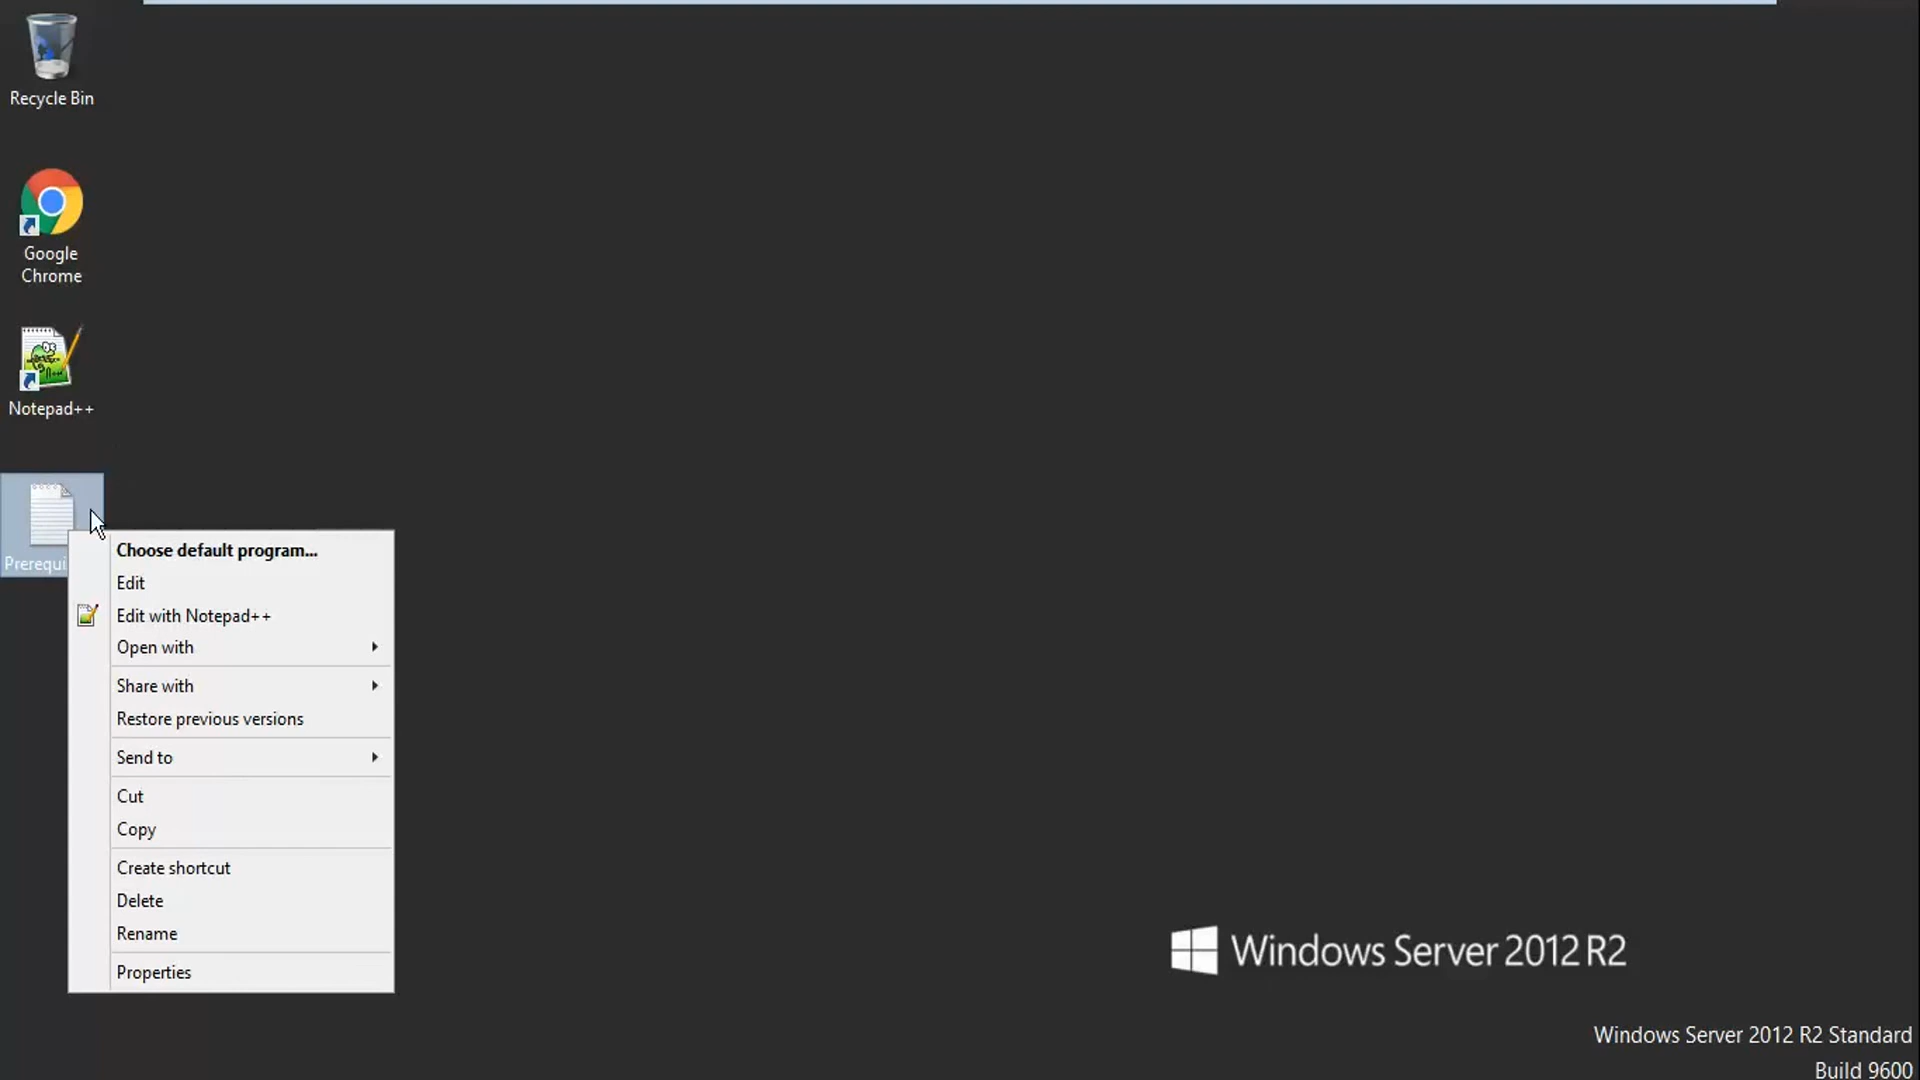 Recycle Bin
Google
Chrome
Notepad++
Prerequi
Choose default program...
Edit
Edit with Notepad++
Open with
Share with
Restore previous versions
Send to
Cut
Copy
Create shortcut
Delete
Rename
Properties
Windows Server 2012 R2
Windows Server 2012 R2 Standard
Build 9600